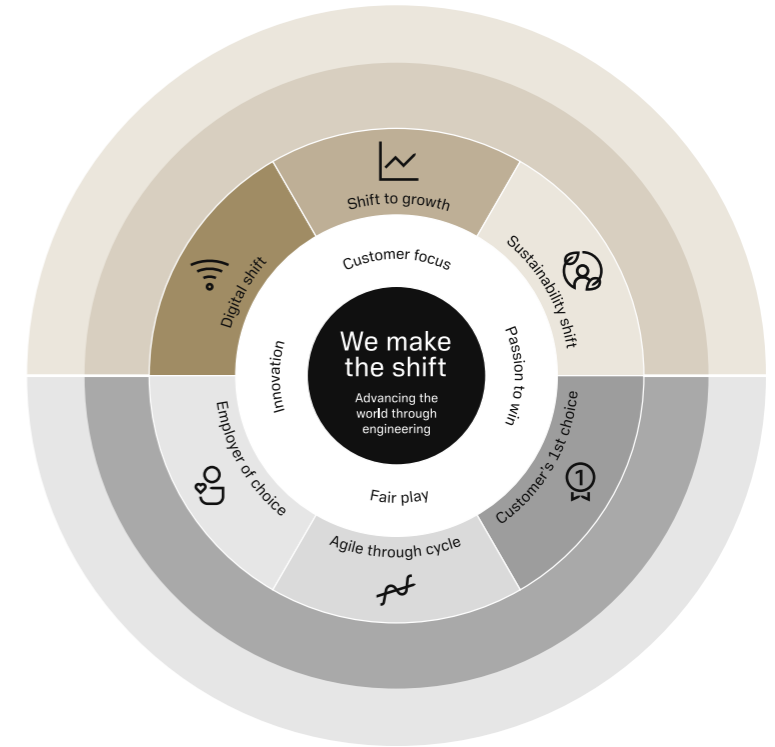 Shift to growth
Digital shift
Sustainability shift
Customer focus
Innovation
Passion to win
We make
the shift
Advancing the
world through
engineering
Fair play
Employer of choice
Customer's 1st choice
1
Agile through cycle